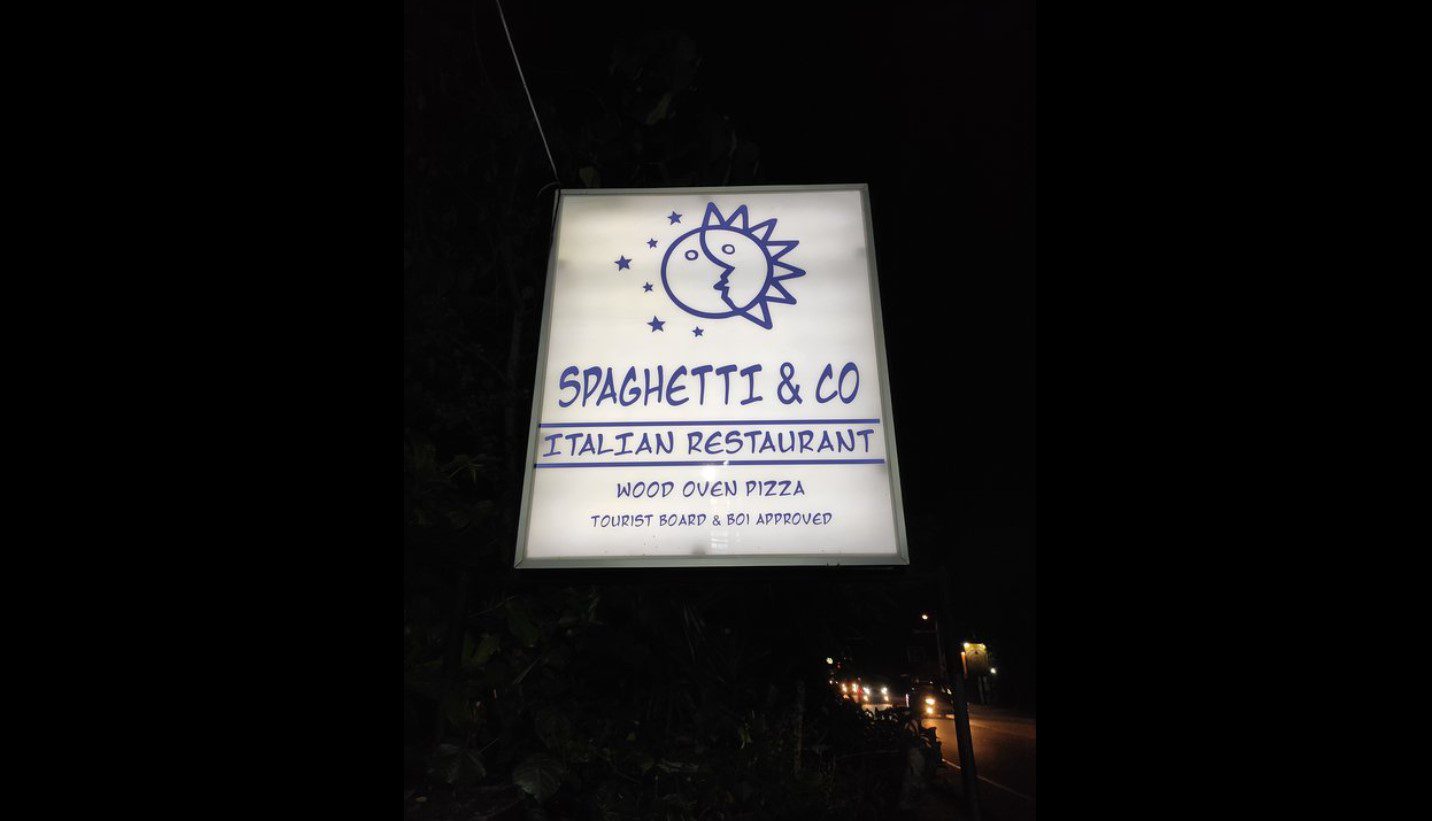 SPAGHETTI & CO
ITALIAN RESTAURANT
WOOD OVEN PIZZA
TOURIST BOARD & BOI APPROVED